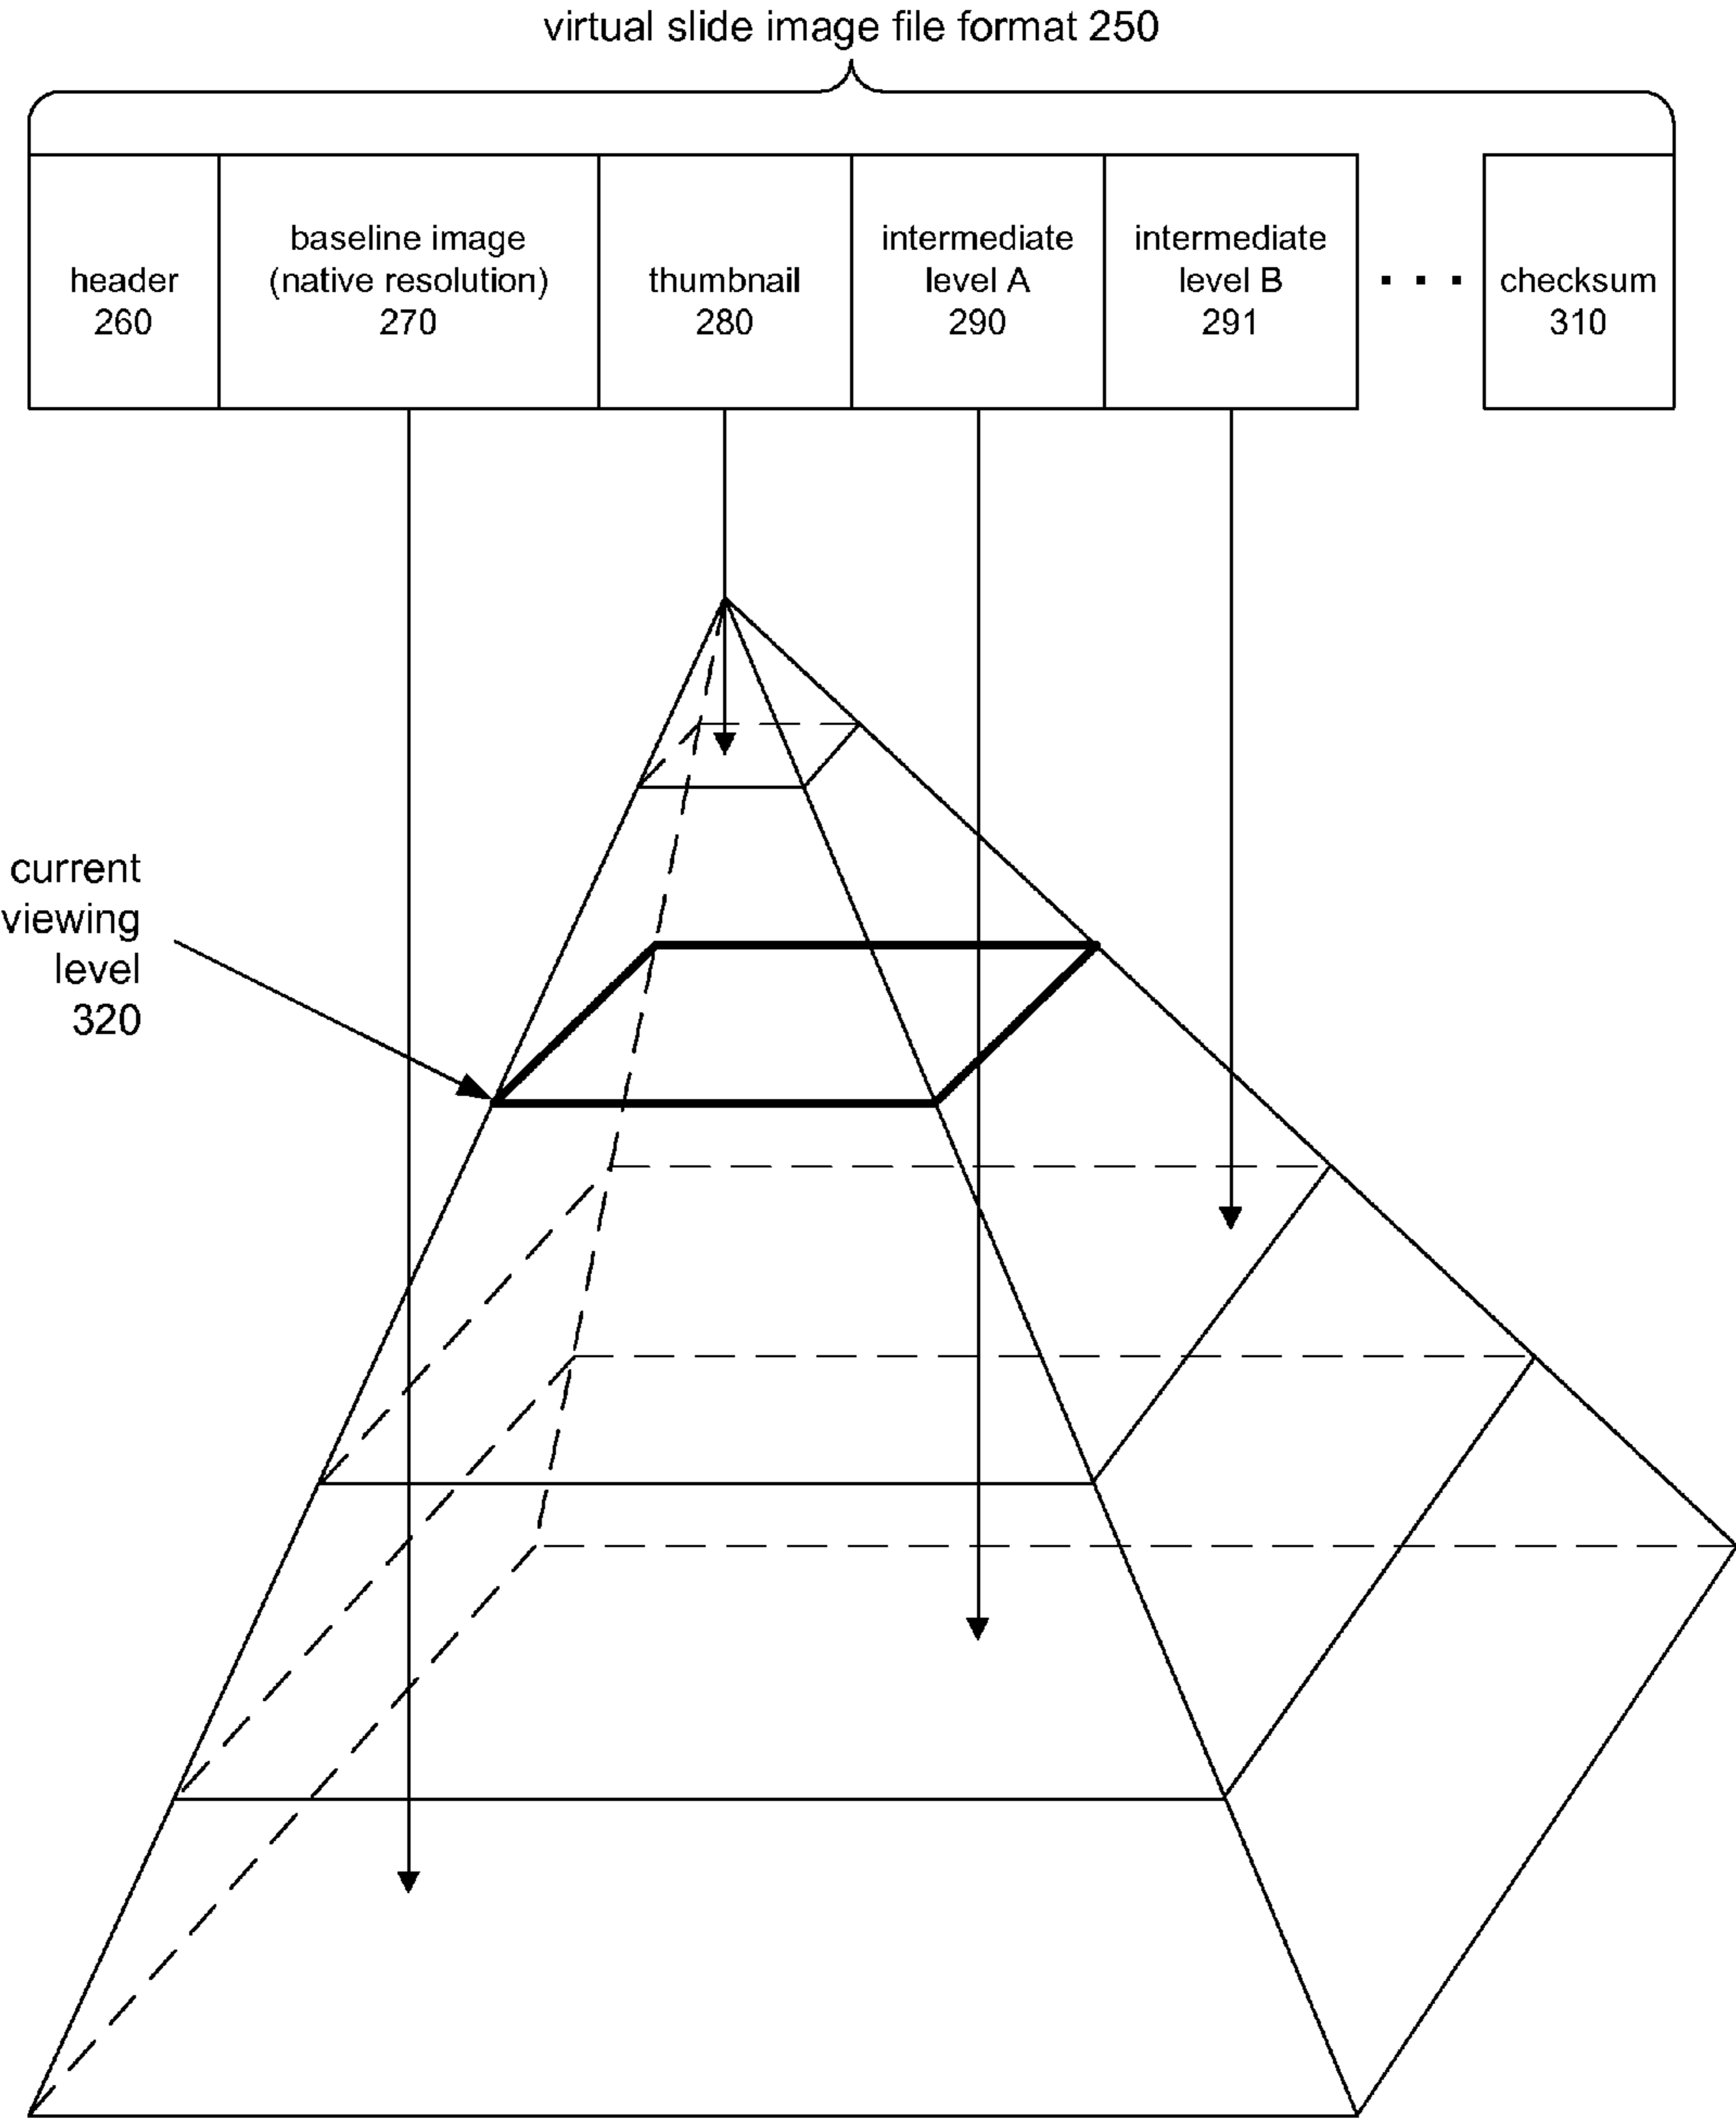 virtual slide image file format 250
header
260
baseline image
(native resolution)
270
thumbnail
280
intermediate
level A
290
intermediate
level B
291
. . .
checksum
310
current
viewing
level
320